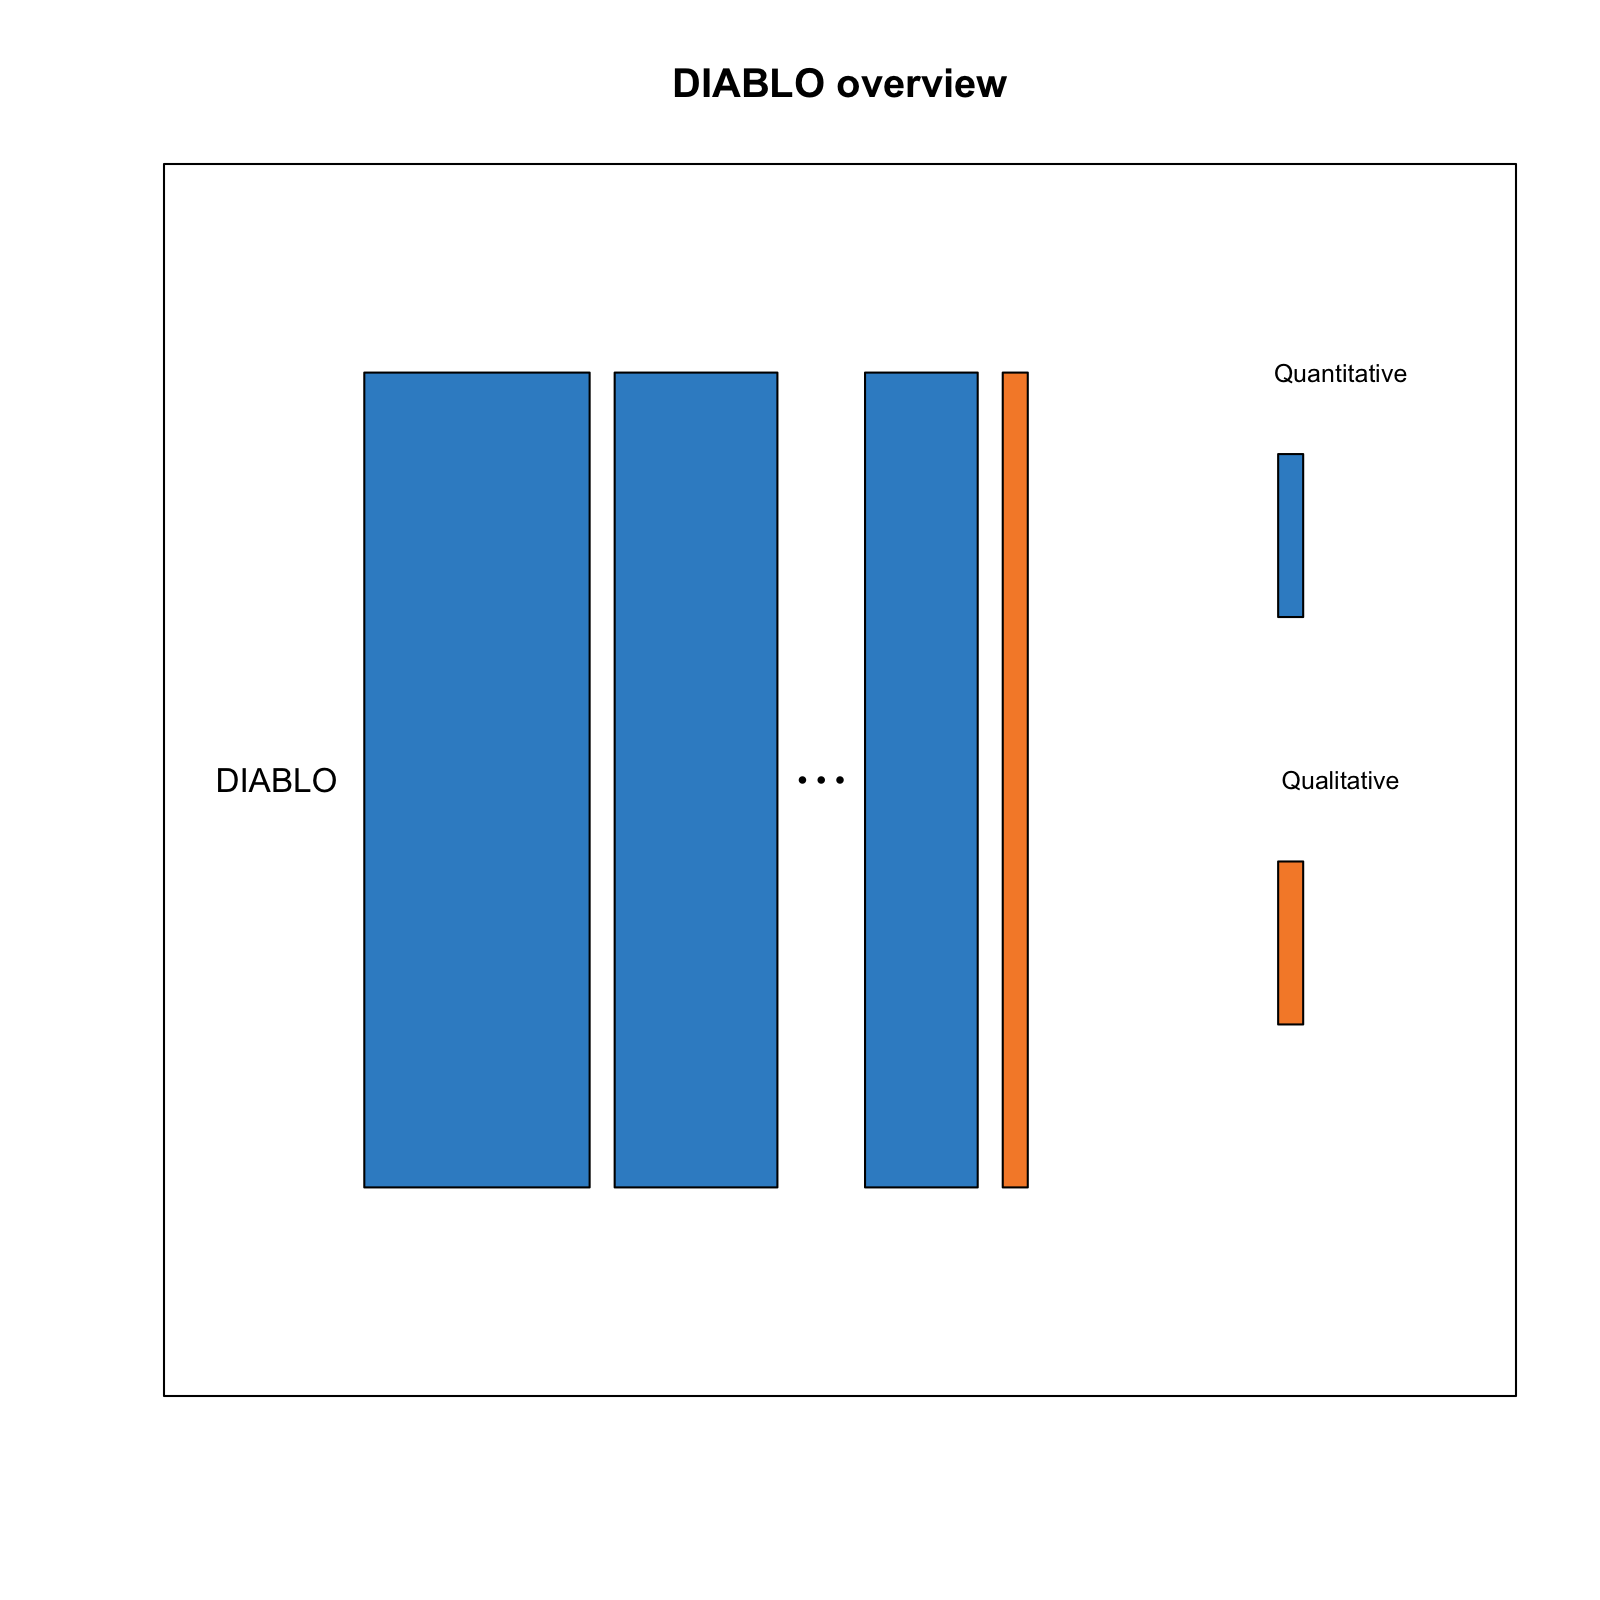 DIABLO overview
Quantitative
DIABLO
...
Qualitative